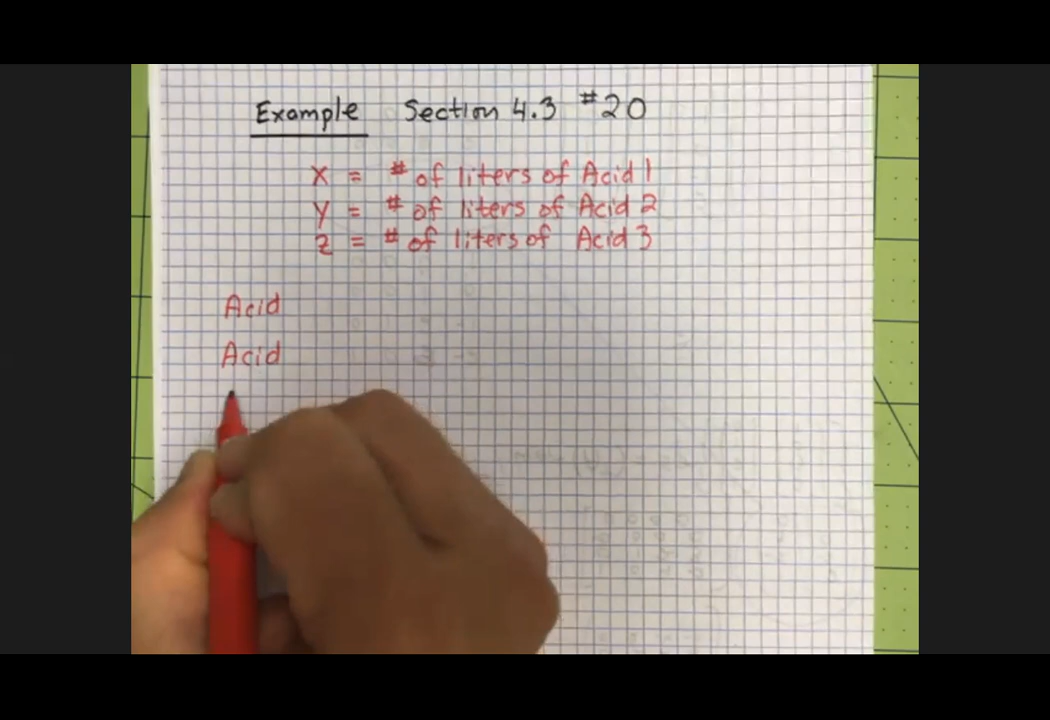 Example Section 4.3 #20
X = # of liters of Acid 1
Y = # of liters of Acid 2
Z = # of liters of Acid 3
Acid
Acid